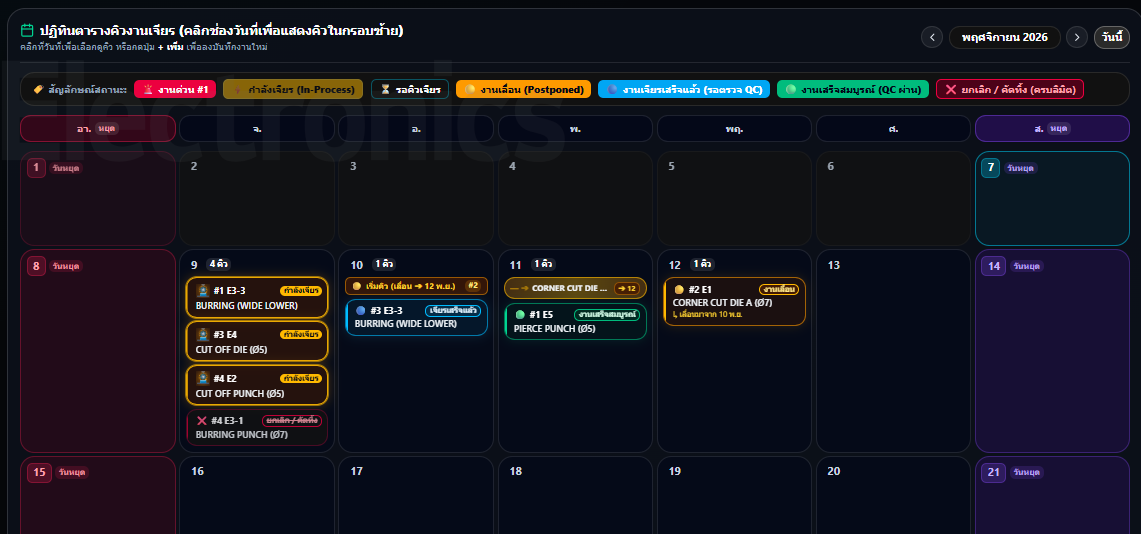 ปฏิทินตารางคิวงานเจียร (คลิกช่องวันที่เพื่อแสดงคิวในกรอบซ้าย)
คลิกที่วันที่เพื่อเลือกดูคิว หรือกดปุ่ม + เพิ่ม เพื่อลงบันทึกงานใหม่
พฤศจิกายน 2026
วันนี้
Electronics
สัญลักษณ์สถานะ:
งานด่วน #1
กำลังเจียร (In-Process)
รอคิวเจียร
งานเลื่อน (Postponed)
งานเจียรเสร็จแล้ว (รอตรวจ QC)
งานเสร็จสมบูรณ์ (QC ผ่าน)
ยกเลิก / คัดทิ้ง (ครบลิมิต)
อา. หยุด
จ.
อ.
พ.
พฤ.
ศ.
ส. หยุด
1 วันหยุด
2
3
4
5
6
7 วันหยุด
8 วันหยุด
9 4 คิว
#1 E3-3 กำลังเจียร
BURRING (WIDE LOWER)
#3 E4 กำลังเจียร
CUT OFF DIE (Ø5)
#4 E2 กำลังเจียร
CUT OFF PUNCH (Ø5)
#4 E3-1 ยกเลิก / คัดทิ้ง
BURRING PUNCH (Ø7)
10 1 คิว
เริ่มคิว (เลื่อน ➔ 12 พ.ย.) #2
#3 E3-3 เจียรเสร็จแล้ว
BURRING (WIDE LOWER)
11 1 คิว
— ➔ CORNER CUT DIE ... ➔ 12
#1 E5 งานเสร็จสมบูรณ์
PIERCE PUNCH (Ø5)
12 1 คิว
#2 E1 งานเลื่อน
CORNER CUT DIE A (Ø7)
↳ เลื่อนมาจาก 10 พ.ย.
13
14 วันหยุด
15 วันหยุด
16
17
18
19
20
21 วันหยุด